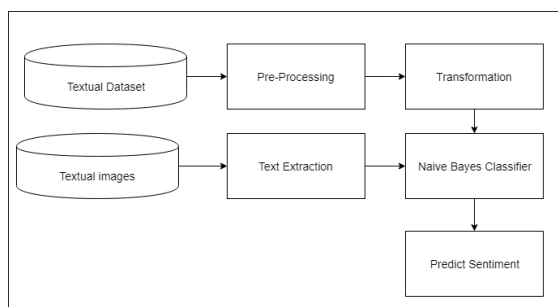 Textual Dataset
Pre-Processing
Transformation
Textual images
Text Extraction
Naive Bayes Classifier
Predict Sentiment